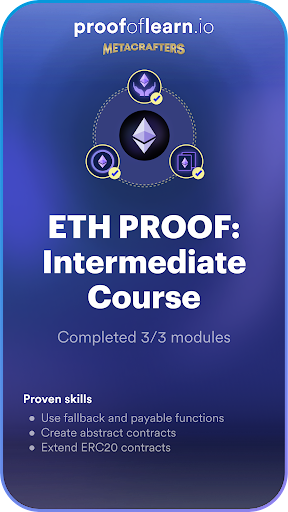 proofoflearn.io
METACRAFTERS
ETH PROOF:
Intermediate
Course
Completed 3/3 modules
Proven skills
• Use fallback and payable functions
• Create abstract contracts
• Extend ERC20 contracts